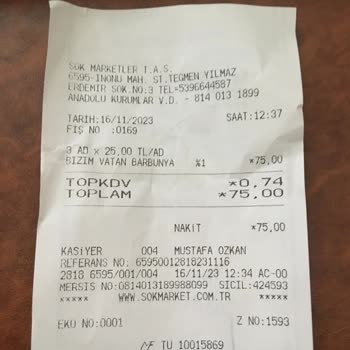 SOK MARKETLER T.A.S.
6595-INONU MAH. ST.TEGMEN YILMAZ
ERDEMIR SOK.NO:3 TEL=5396644587
ANADOLU KURUMLAR V.D. - 814 013 1899
TARIH:16/11/2023 SAAT:12:37
FIS NO :0169
3 AD x 25,00 TL/AD
BIZIM VATAN BARBUNYA %1 *75,00
TOPKDV *0,74
TOPLAM *75,00
NAKIT *75,00
KASIYER 004 MUSTAFA OZKAN
REFERANS NO: 65950012818231116
2818 6595/001/004 16/11/23 12:34 AC-00
MERSIS NO:0814013189988099 SICIL:424593
***** WWW.SOKMARKET.COM.TR *****
EKU NO:0001 Z NO:1593
MF TU 10015869